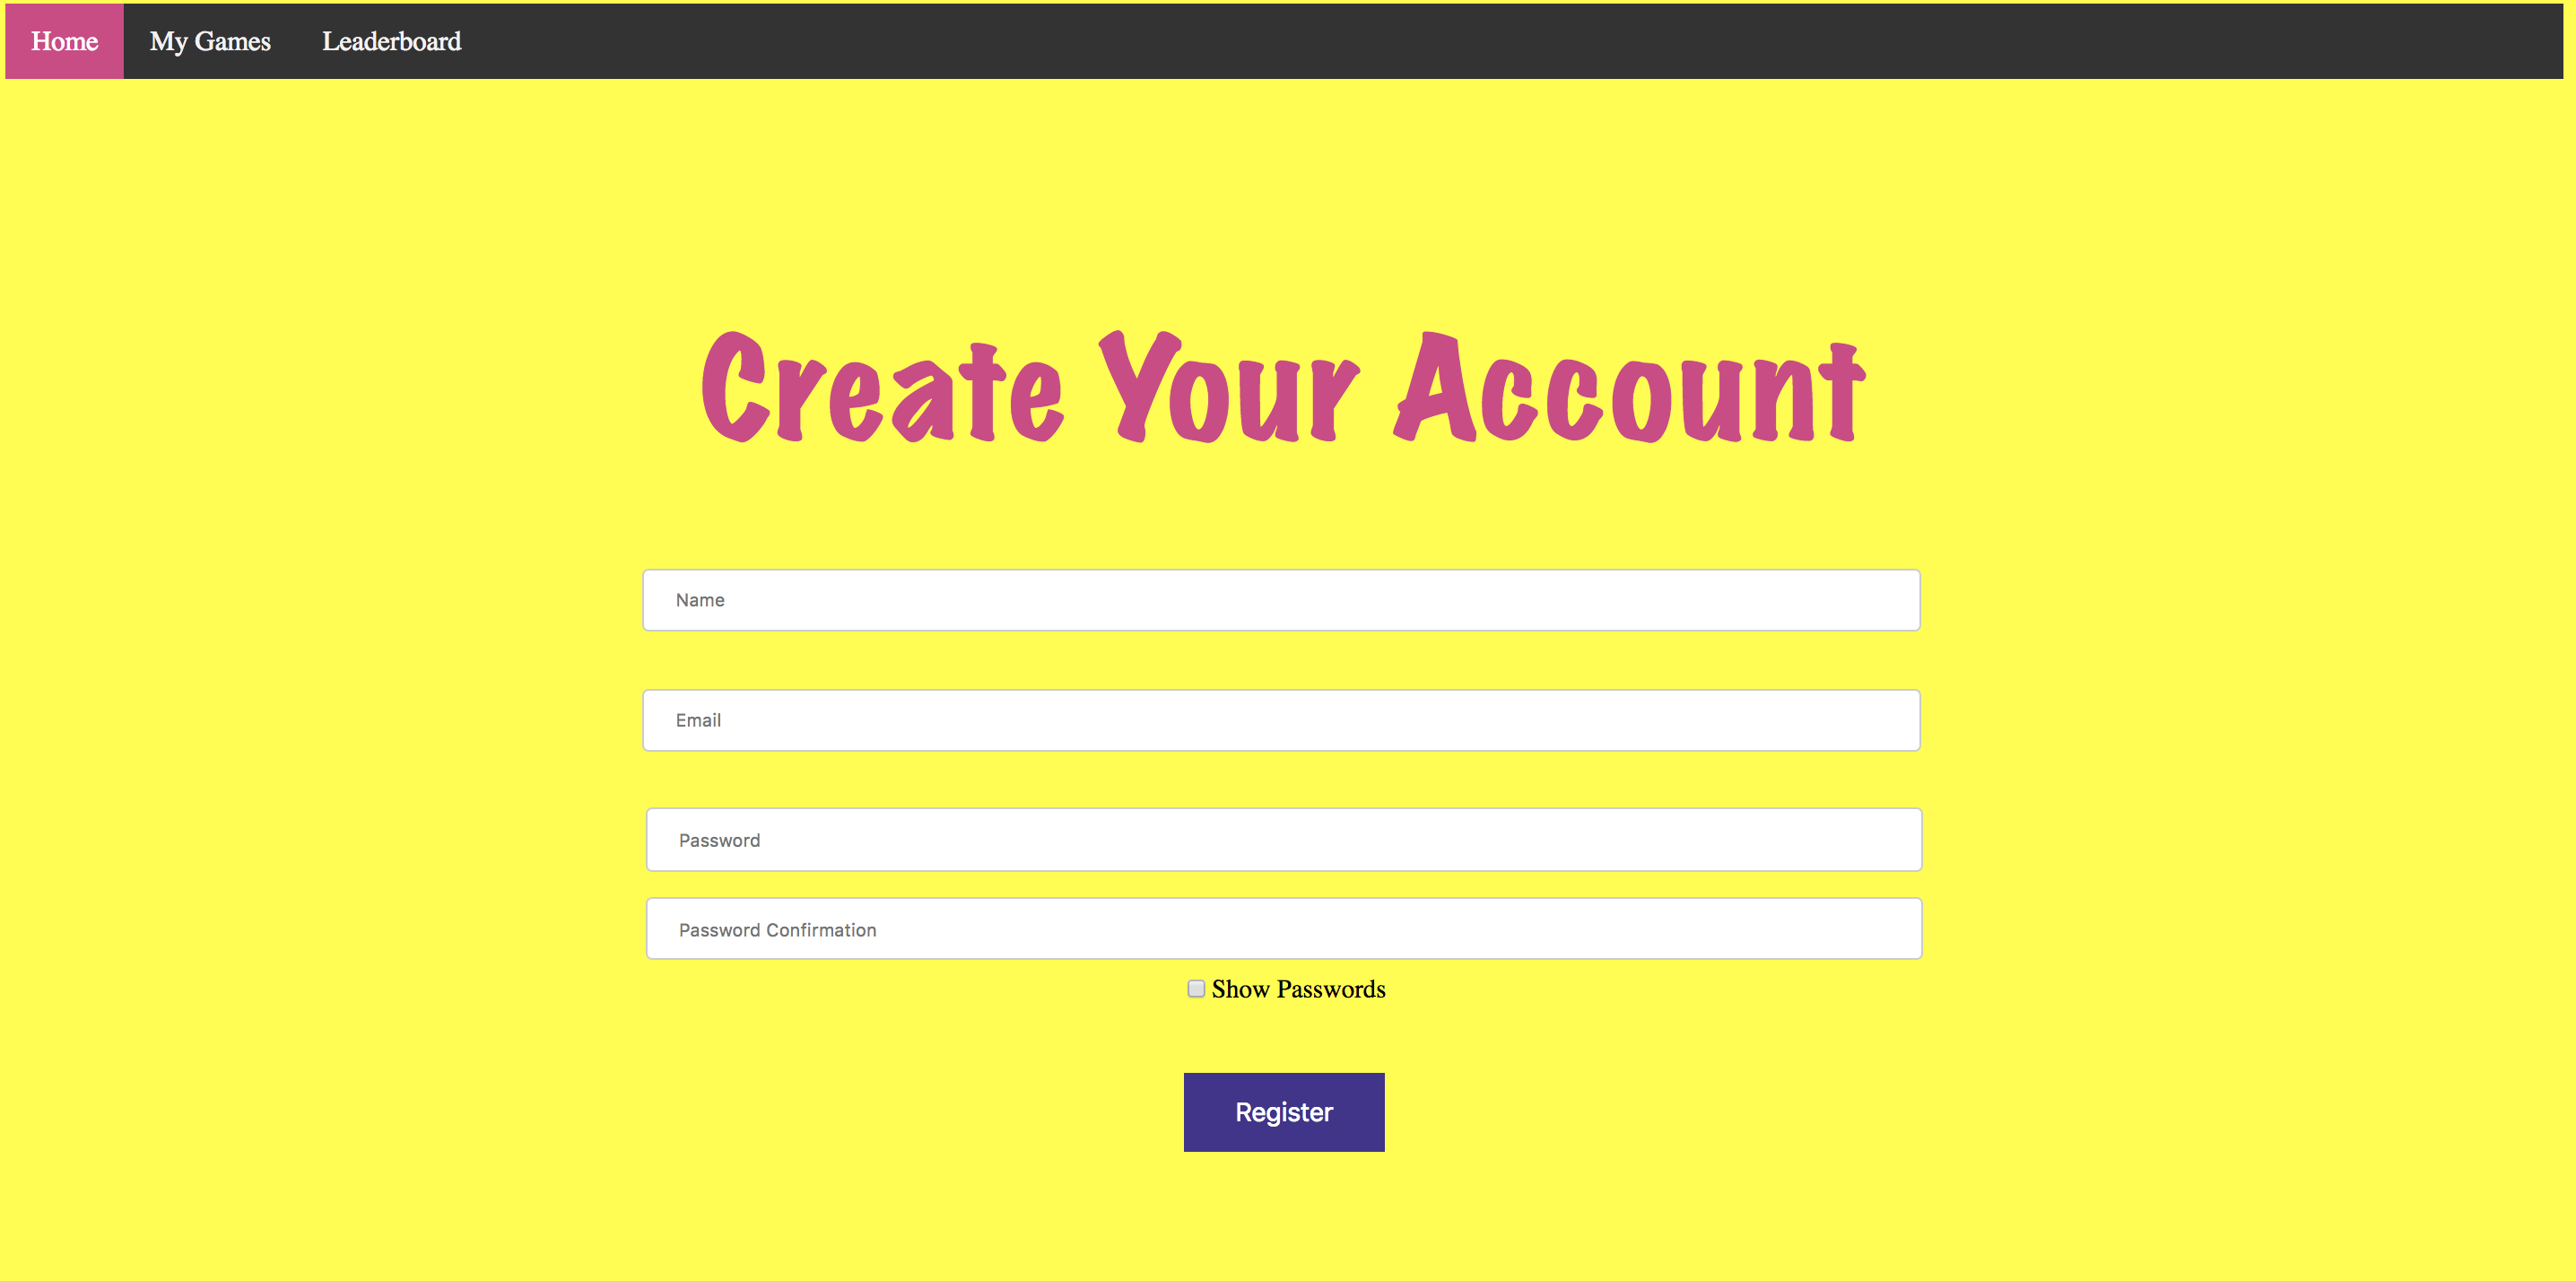 Home My Games Leaderboard
Create Your Account
Name
Email
Password
Password Confirmation
Show Passwords
Register